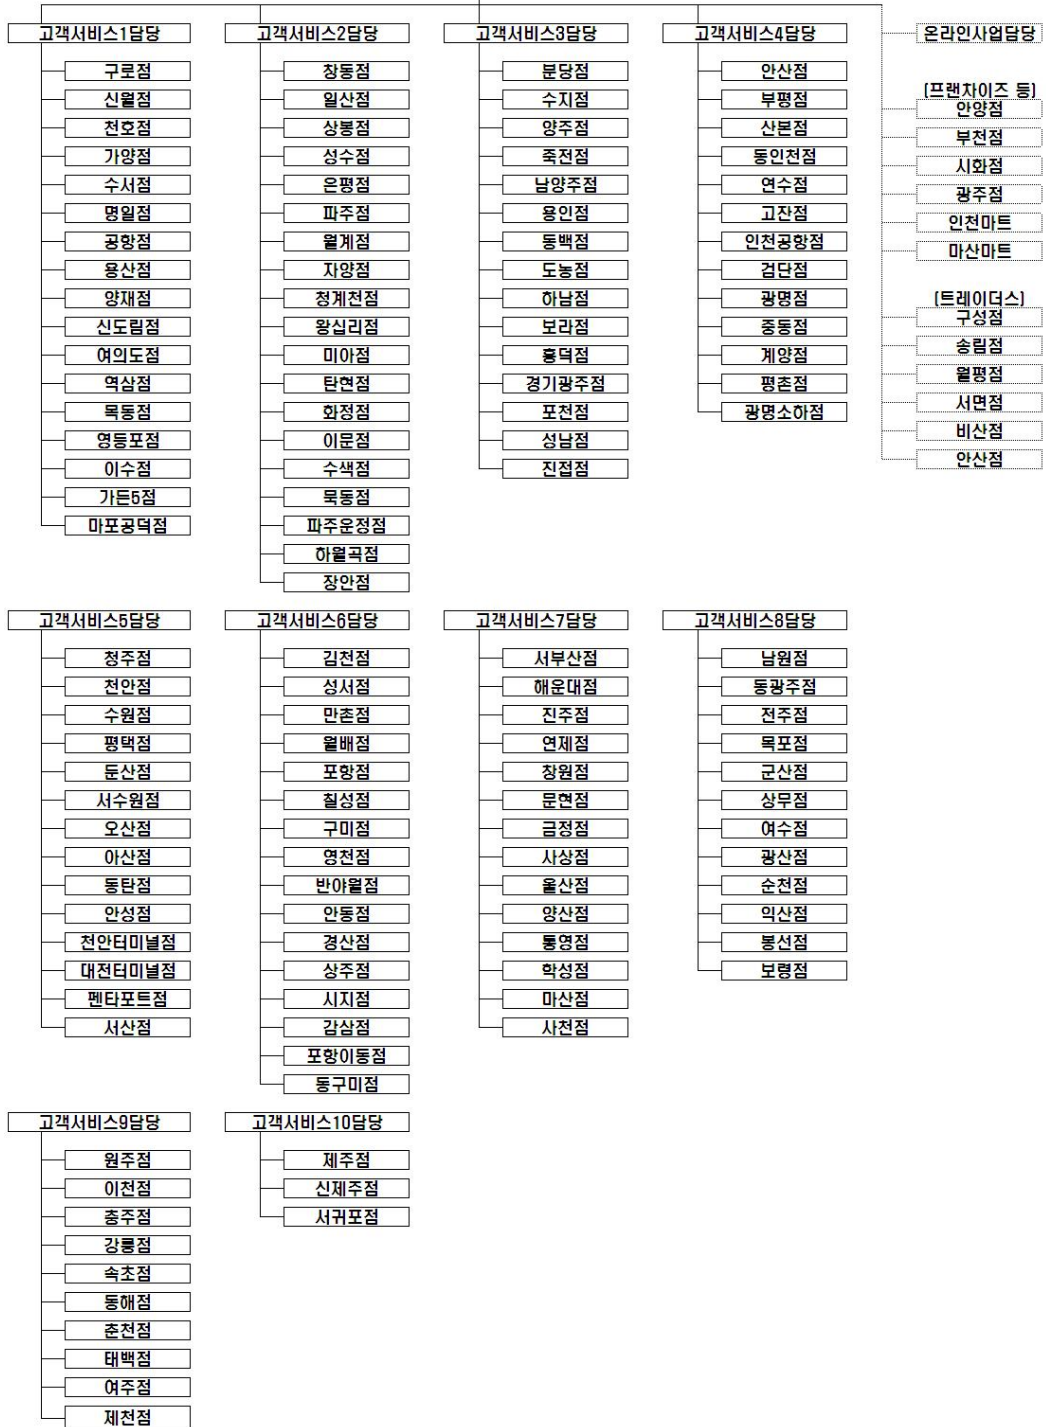 고객서비스1담당
구로점
신월점
천호점
가양점
수서점
명일점
공항점
용산점
양재점
신도림점
여의도점
역삼점
목동점
영등포점
이수점
가든5점
마포공덕점
고객서비스2담당
창동점
일산점
상봉점
성수점
은평점
파주점
월계점
자양점
청계천점
왕십리점
미아점
탄현점
화정점
이문점
수색점
묵동점
파주운정점
하월곡점
장안점
고객서비스3담당
분당점
수지점
양주점
죽전점
남양주점
용인점
동백점
도농점
하남점
보라점
흥덕점
경기광주점
포천점
성남점
진접점
고객서비스4담당
안산점
부평점
산본점
동인천점
연수점
고잔점
인천공항점
검단점
광명점
중동점
계양점
평촌점
광명소하점
온라인사업담당
(프랜차이즈 등)
안양점
부천점
시화점
광주점
인천마트
마산마트
(트레이더스)
구성점
송림점
월평점
서면점
비산점
안산점
고객서비스5담당
청주점
천안점
수원점
평택점
둔산점
서수원점
오산점
아산점
동탄점
안성점
천안터미널점
대전터미널점
펜타포트점
서산점
고객서비스6담당
김천점
성서점
만촌점
월배점
포항점
칠성점
구미점
영천점
반야월점
안동점
경산점
상주점
시지점
감삼점
포항이동점
동구미점
고객서비스7담당
서부산점
해운대점
진주점
연제점
창원점
문현점
금정점
사상점
울산점
양산점
통영점
학성점
마산점
사천점
고객서비스8담당
남원점
동광주점
전주점
목포점
군산점
상무점
여수점
광산점
순천점
익산점
봉선점
보령점
고객서비스9담당
원주점
이천점
충주점
강릉점
속초점
동해점
춘천점
태백점
여주점
제천점
고객서비스10담당
제주점
신제주점
서귀포점